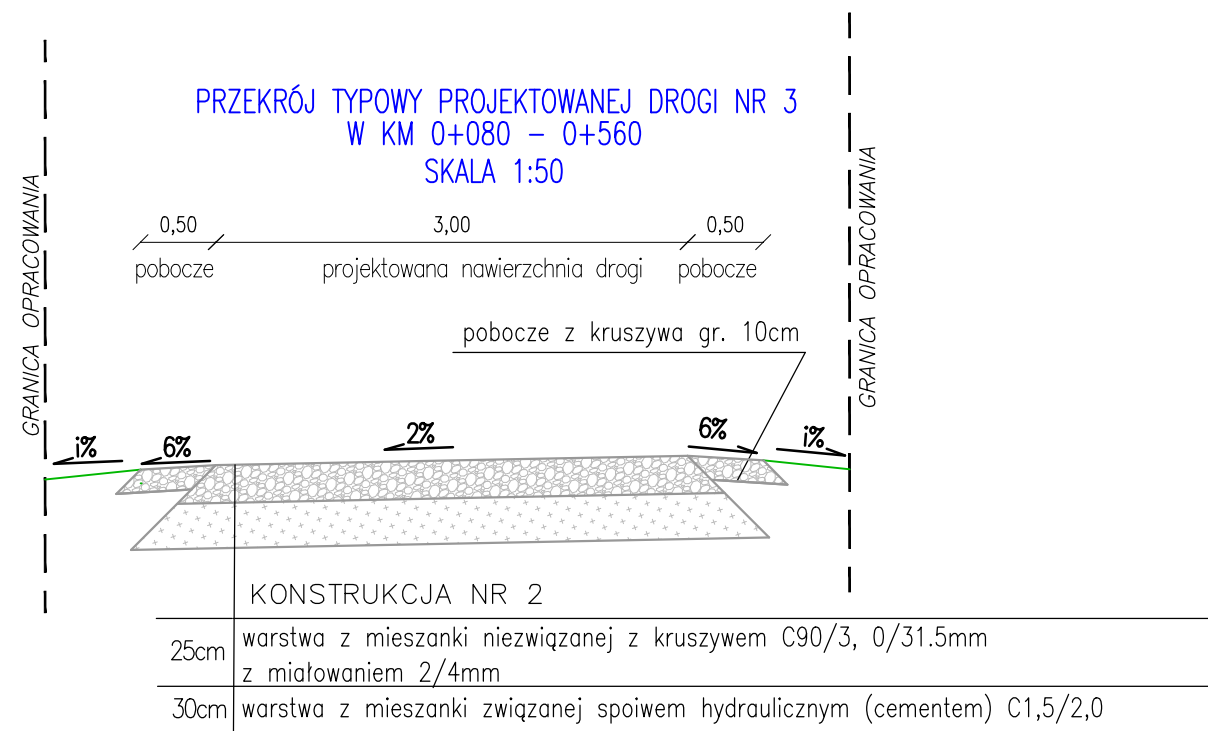 PRZEKRÓJ TYPOWY PROJEKTOWANEJ DROGI NR 3
W KM 0+080 – 0+560
SKALA 1:50
GRANICA OPRACOWANIA
GRANICA OPRACOWANIA
0,50 3,00 0,50
pobocze projektowana nawierzchnia drogi pobocze
pobocze z kruszywa gr. 10cm
i% 6% 2% 6% i%
KONSTRUKCJA NR 2
25cm warstwa z mieszanki niezwiązanej z kruszywem C90/3, 0/31.5mm
z miałowaniem 2/4mm
30cm warstwa z mieszanki związanej spoiwem hydraulicznym (cementem) C1,5/2,0